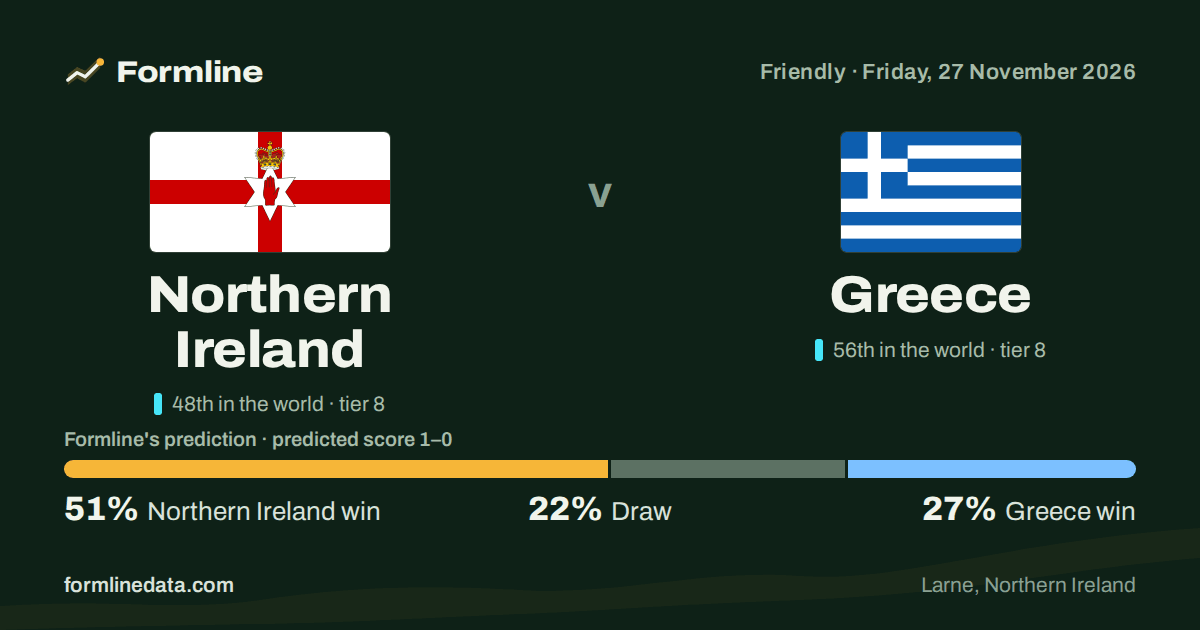 Formline
Friendly · Friday, 27 November 2026
v
Northern
Ireland
48th in the world · tier 8
Greece
56th in the world · tier 8
Formline's prediction · predicted score 1–0
51% Northern Ireland win
22% Draw
27% Greece win
formlinedata.com
Larne, Northern Ireland